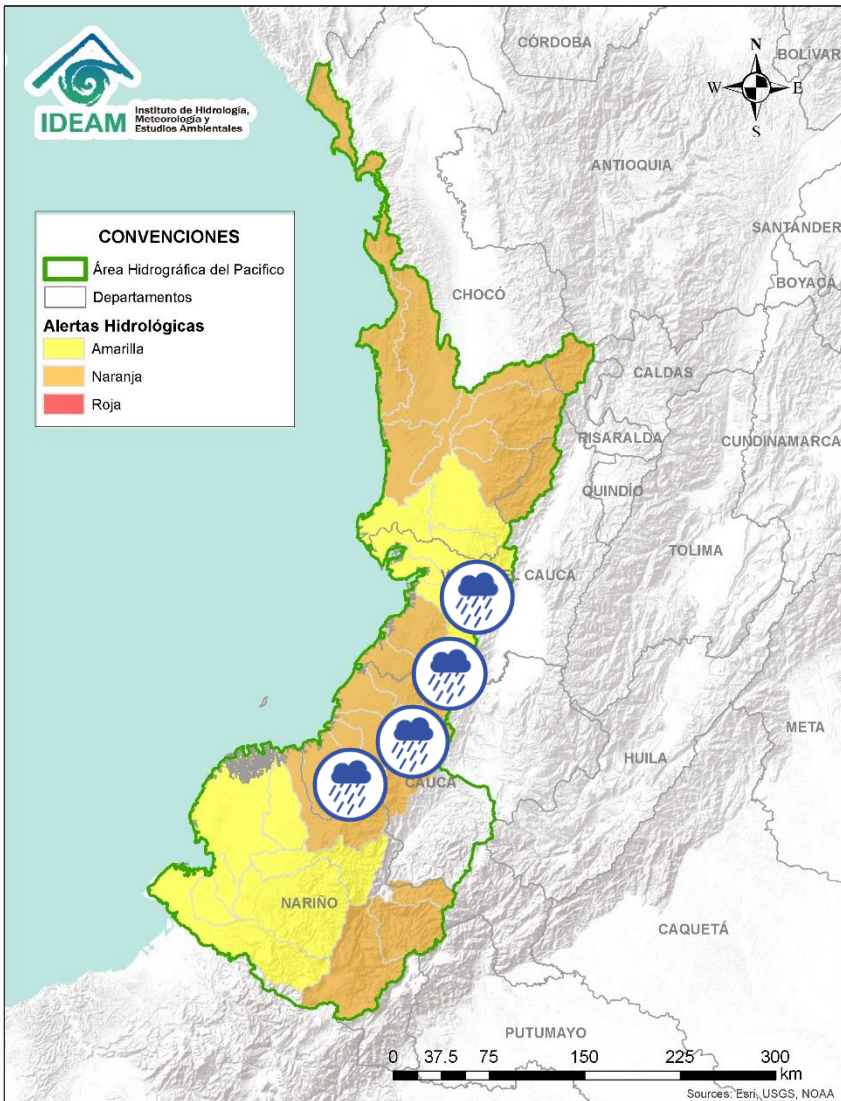 IDEAM
Instituto de Hidrología,
Meteorología y
Estudios Ambientales
CÓRDOBA
BOLÍVAR
N
W
E
S
ANTIOQUIA
SANTANDER
BOYACÁ
CONVENCIONES
Área Hidrográfica del Pacifico
Departamentos
Alertas Hidrológicas
Amarilla
Naranja
Roja
CHOCÓ
CALDAS
RISARALDA
CUNDINAMARCA
QUINDÍO
TOLIMA
CAUCA
META
HUILA
CAUCA
NARIÑO
CAQUETÁ
PUTUMAYO
0 37.5 75 150 225 300
km
Sources: Esri, USGS, NOAA